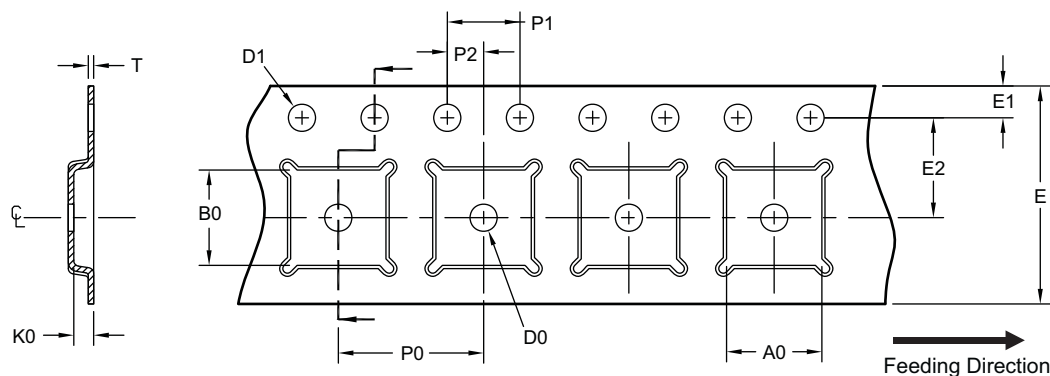 P1
P2
T
D1
E1
E2
B0
E
℄
K0
P0
D0
A0
Feeding Direction